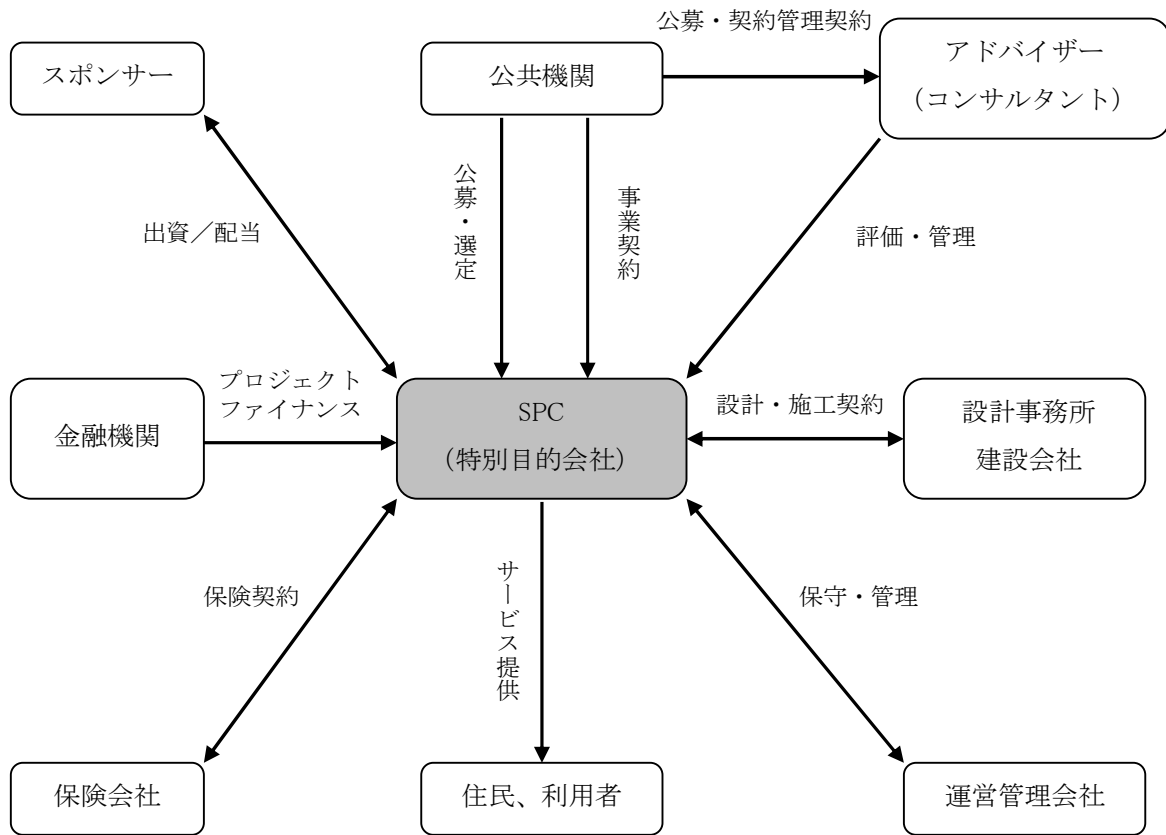 公募・契約管理契約
スポンサー
公共機関
アドバイザー
（コンサルタント）
公募・選定
事業契約
出資／配当
評価・管理
プロジェクト
ファイナンス
金融機関
SPC
（特別目的会社）
設計・施工契約
設計事務所
建設会社
保険契約
サービス提供
保守・管理
保険会社
住民、利用者
運営管理会社